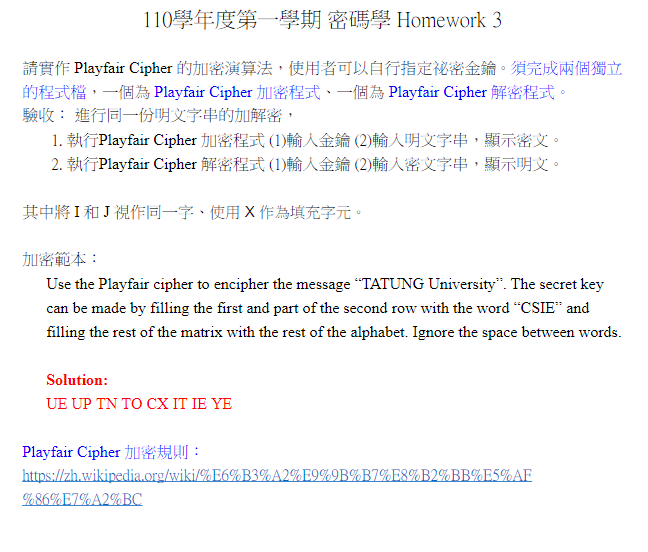 110學年度第一學期 密碼學 Homework 3
請實作 Playfair Cipher 的加密演算法，使用者可以自行指定祕密金鑰。須完成兩個獨立
的程式檔，一個為 Playfair Cipher 加密程式、一個為 Playfair Cipher 解密程式。
驗收： 進行同一份明文字串的加解密，
1. 執行Playfair Cipher 加密程式 (1)輸入金鑰 (2)輸入明文字串，顯示密文。
2. 執行Playfair Cipher 解密程式 (1)輸入金鑰 (2)輸入密文字串，顯示明文。
其中將 I 和 J 視作同一字、使用 X 作為填充字元。
加密範本：
Use the Playfair cipher to encipher the message “TATUNG University”. The secret key
can be made by filling the first and part of the second row with the word “CSIE” and
filling the rest of the matrix with the rest of the alphabet. Ignore the space between words.
Solution:
UE UP TN TO CX IT IE YE
Playfair Cipher 加密規則：
https://zh.wikipedia.org/wiki/%E6%B3%A2%E9%9B%B7%E8%B2%BB%E5%AF
%86%E7%A2%BC